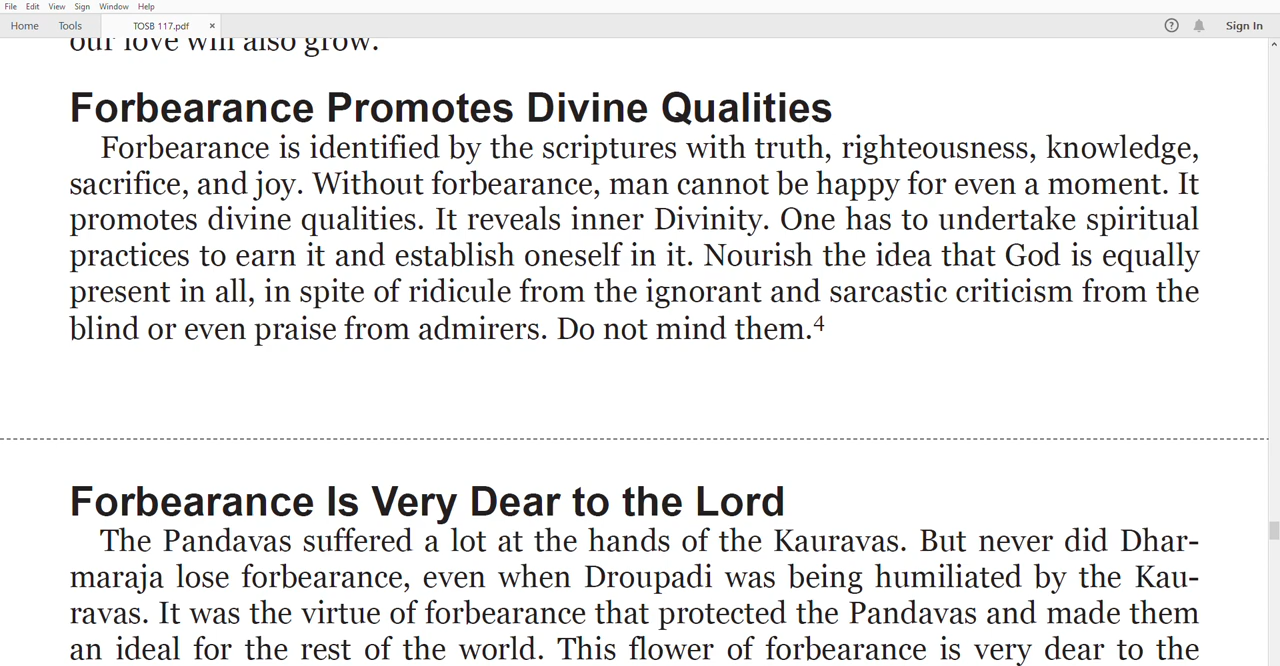 File Edit View Sign Window Help
Home Tools TOSB 117.pdf × ? Sign In
our love will also grow.
Forbearance Promotes Divine Qualities
Forbearance is identified by the scriptures with truth, righteousness, knowledge,
sacrifice, and joy. Without forbearance, man cannot be happy for even a moment. It
promotes divine qualities. It reveals inner Divinity. One has to undertake spiritual
practices to earn it and establish oneself in it. Nourish the idea that God is equally
present in all, in spite of ridicule from the ignorant and sarcastic criticism from the
blind or even praise from admirers. Do not mind them.4
Forbearance Is Very Dear to the Lord
The Pandavas suffered a lot at the hands of the Kauravas. But never did Dhar-
maraja lose forbearance, even when Droupadi was being humiliated by the Kau-
ravas. It was the virtue of forbearance that protected the Pandavas and made them
an ideal for the rest of the world. This flower of forbearance is very dear to the